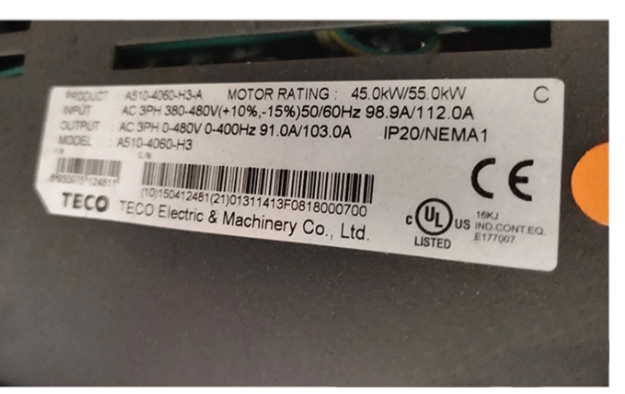 PRODUCT : A510-4060-H3-A MOTOR RATING : 45.0kW/55.0kW C
INPUT : AC 3PH 380-480V(+10%,-15%)50/60Hz 98.9A/112.0A
OUTPUT : AC 3PH 0-480V 0-400Hz 91.0A/103.0A IP20/NEMA1
MODEL : A510-4060-H3
S/N
(10)150412481(21)01311413F0818000700
CE
TECO TECO Electric & Machinery Co., Ltd.
C UL US
LISTED
16KJ
IND.CONT.EQ.
E177007